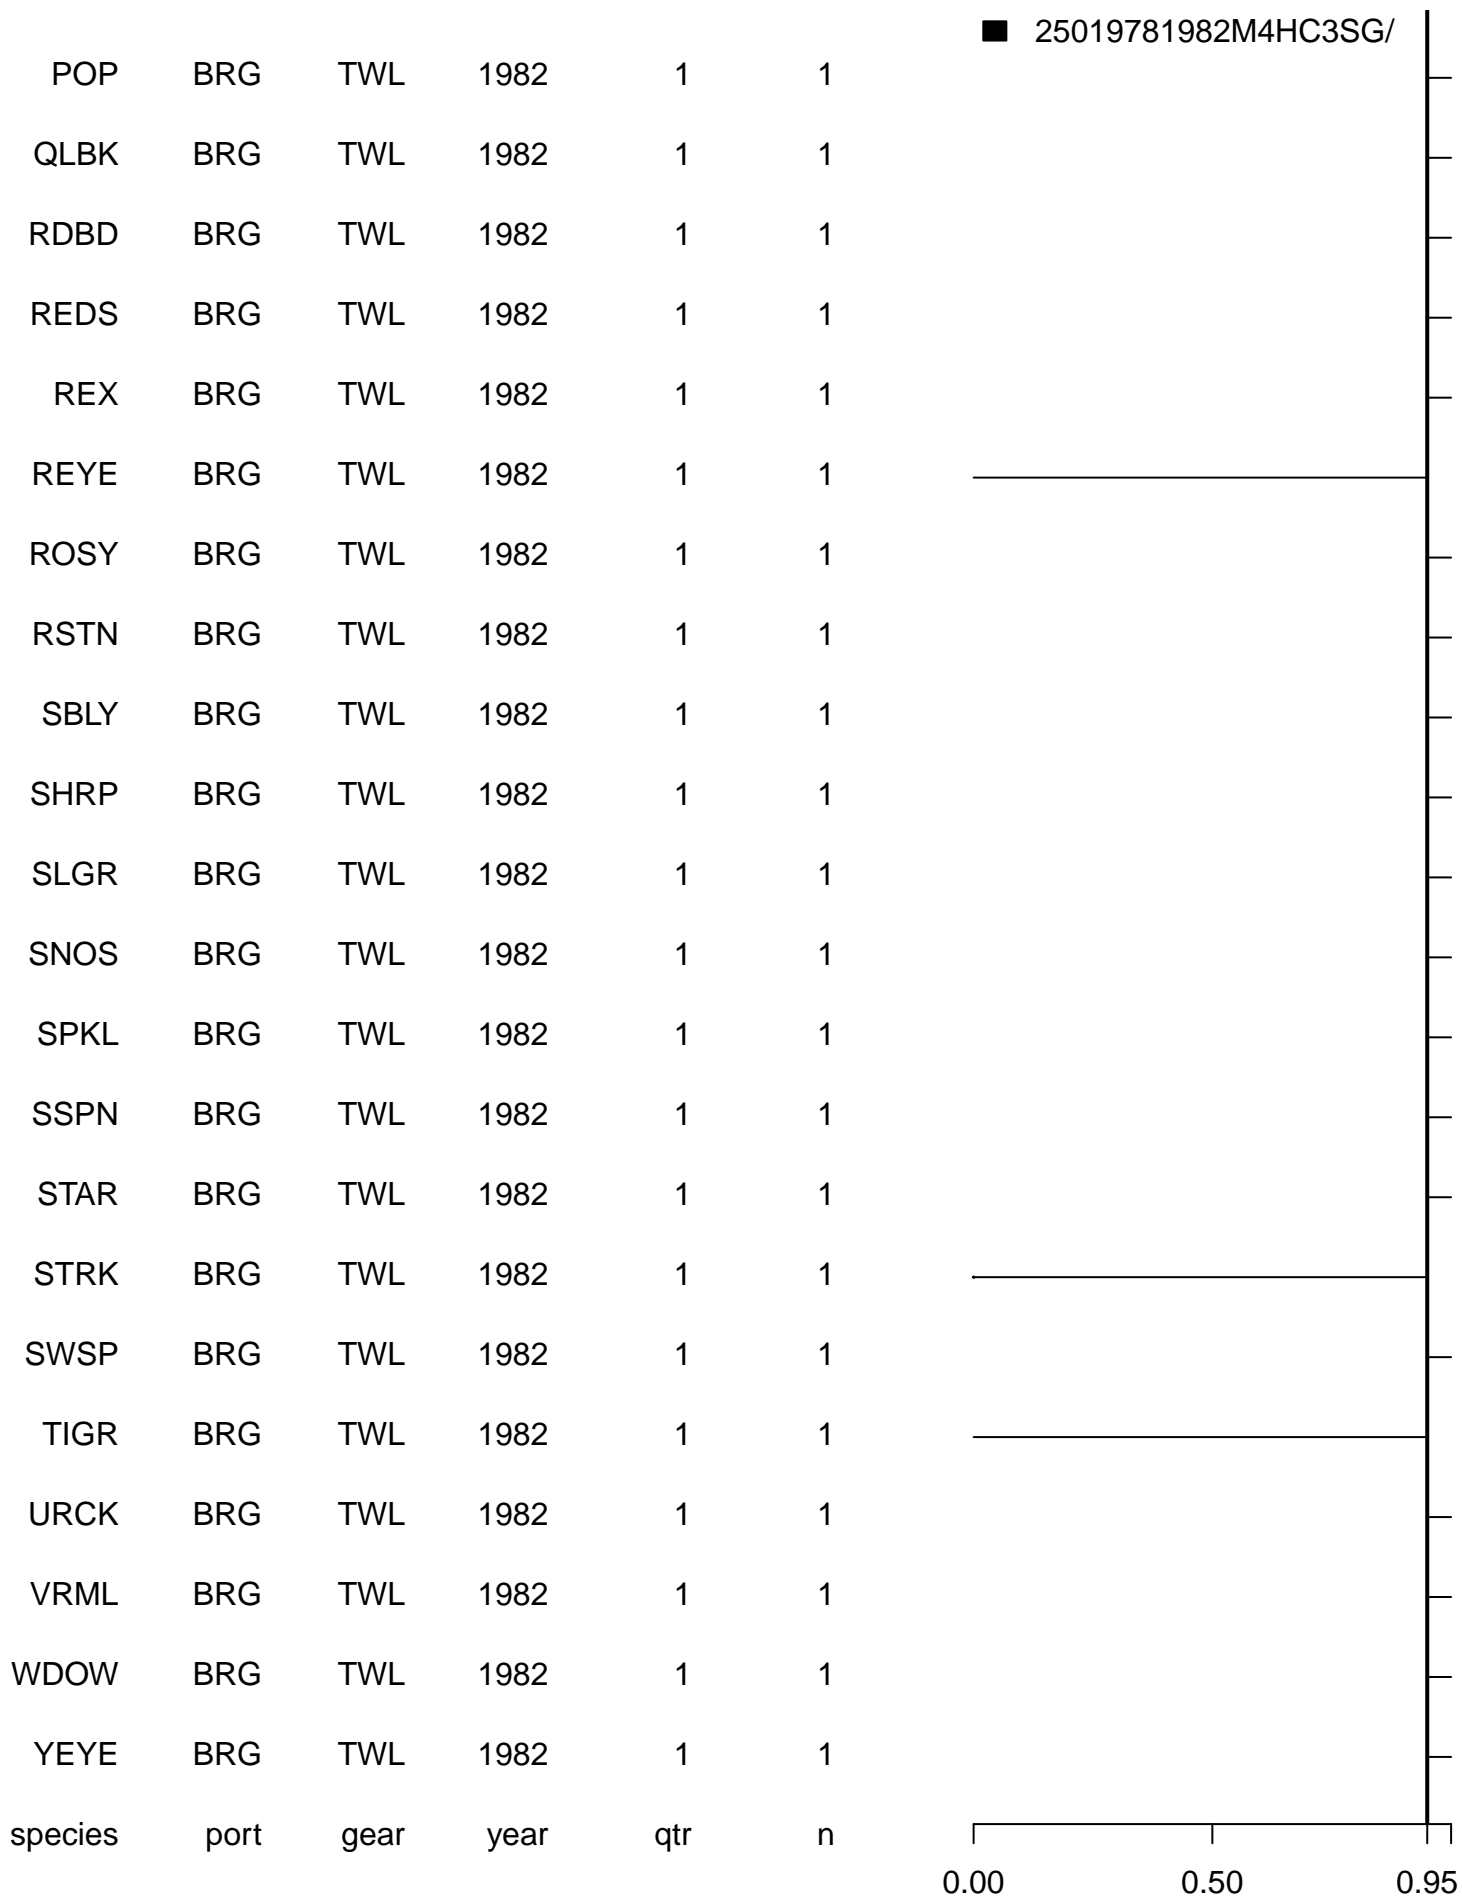 25019781982M4HC3SG/
POP BRG TWL 1982 1 1
QLBK BRG TWL 1982 1 1
RDBD BRG TWL 1982 1 1
REDS BRG TWL 1982 1 1
REX BRG TWL 1982 1 1
REYE BRG TWL 1982 1 1
ROSY BRG TWL 1982 1 1
RSTN BRG TWL 1982 1 1
SBLY BRG TWL 1982 1 1
SHRP BRG TWL 1982 1 1
SLGR BRG TWL 1982 1 1
SNOS BRG TWL 1982 1 1
SPKL BRG TWL 1982 1 1
SSPN BRG TWL 1982 1 1
STAR BRG TWL 1982 1 1
STRK BRG TWL 1982 1 1
SWSP BRG TWL 1982 1 1
TIGR BRG TWL 1982 1 1
URCK BRG TWL 1982 1 1
VRML BRG TWL 1982 1 1
WDOW BRG TWL 1982 1 1
YEYE BRG TWL 1982 1 1
species port gear year qtr n
0.00 0.50 0.95